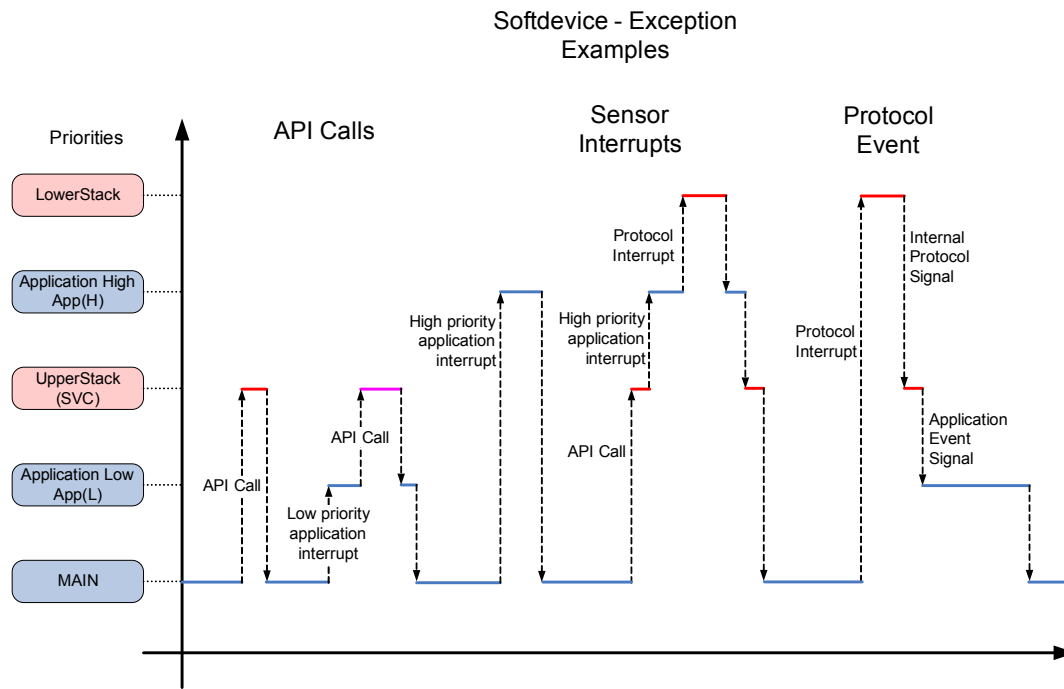 Softdevice - Exception
Examples
Priorities
API Calls
Sensor
Interrupts
Protocol
Event
LowerStack
Application High
App(H)
UpperStack
(SVC)
Application Low
App(L)
MAIN
API Call
Low priority
application
interrupt
API Call
High priority
application
interrupt
API Call
High priority
application
interrupt
Protocol
Interrupt
Protocol
Interrupt
Internal
Protocol
Signal
Application
Event
Signal